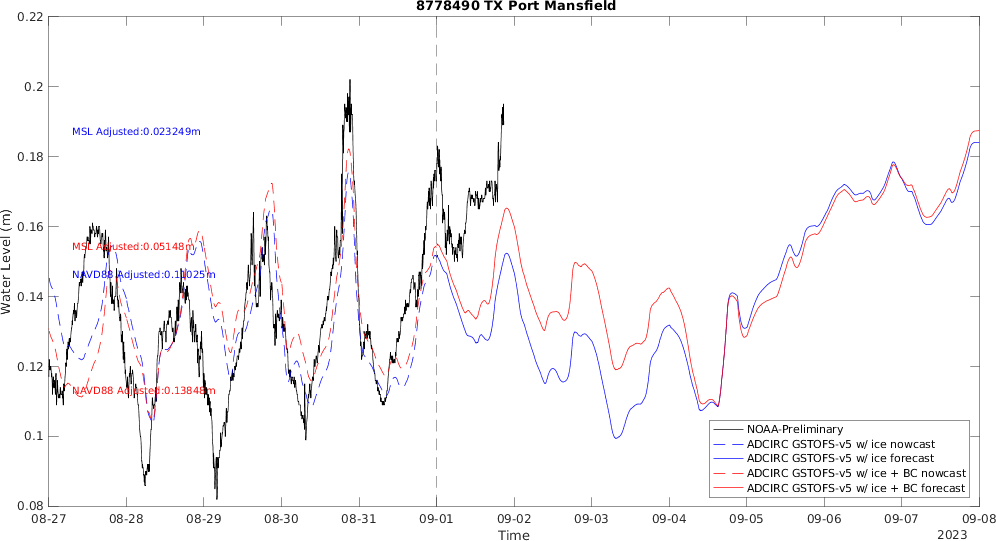 8778490 TX Port Mansfield
Water Level (m)
0.22
0.2
0.18
0.16
0.14
0.12
0.1
0.08
MSL Adjusted:0.023249m
MSL Adjusted:0.05148m
NAVD88 Adjusted:0.11025m
NAVD88 Adjusted:0.13848m
NOAA-Preliminary
ADCIRC GSTOFS-v5 w/ ice nowcast
ADCIRC GSTOFS-v5 w/ ice forecast
ADCIRC GSTOFS-v5 w/ ice + BC nowcast
ADCIRC GSTOFS-v5 w/ ice + BC forecast
08-27 08-28 08-29 08-30 08-31 09-01 09-02 09-03 09-04 09-05 09-06 09-07 09-08
Time
2023